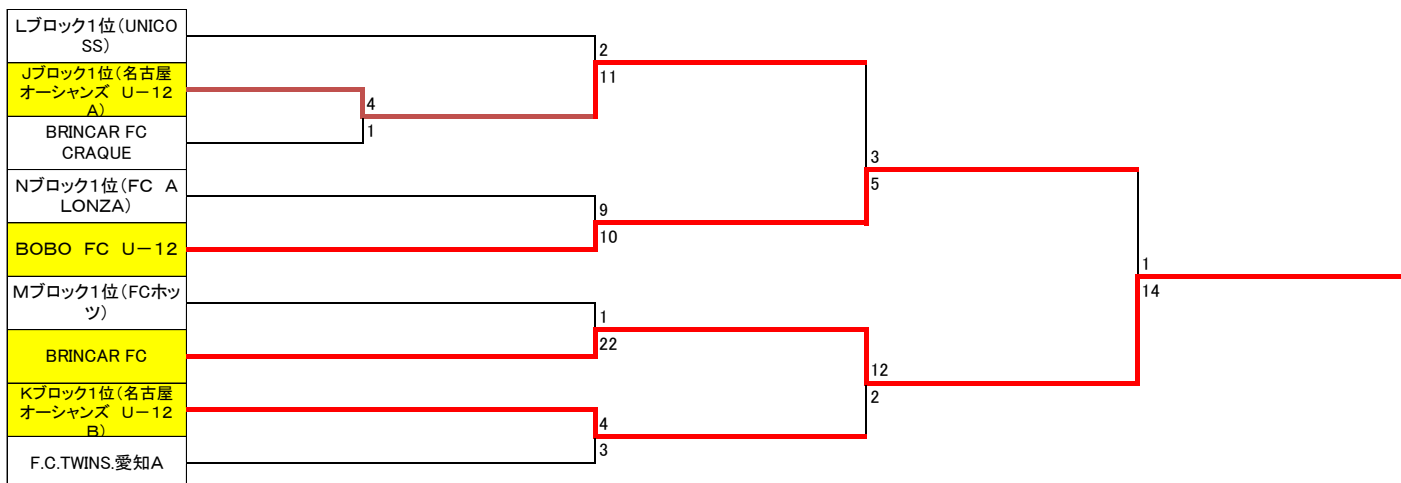 Lブロック1位(UNICO
SS)
2
Jブロック1位(名古屋
オーシャンズ U-12
A)
11
4
1
BRINCAR FC
CRAQUE
3
5
Nブロック1位(FC A
LONZA)
9
10
BOBO FC U-12
1
14
Mブロック1位(FCホッ
ツ)
1
22
BRINCAR FC
12
2
Kブロック1位(名古屋
オーシャンズ U-12
B)
4
3
F.C.TWINS.愛知A